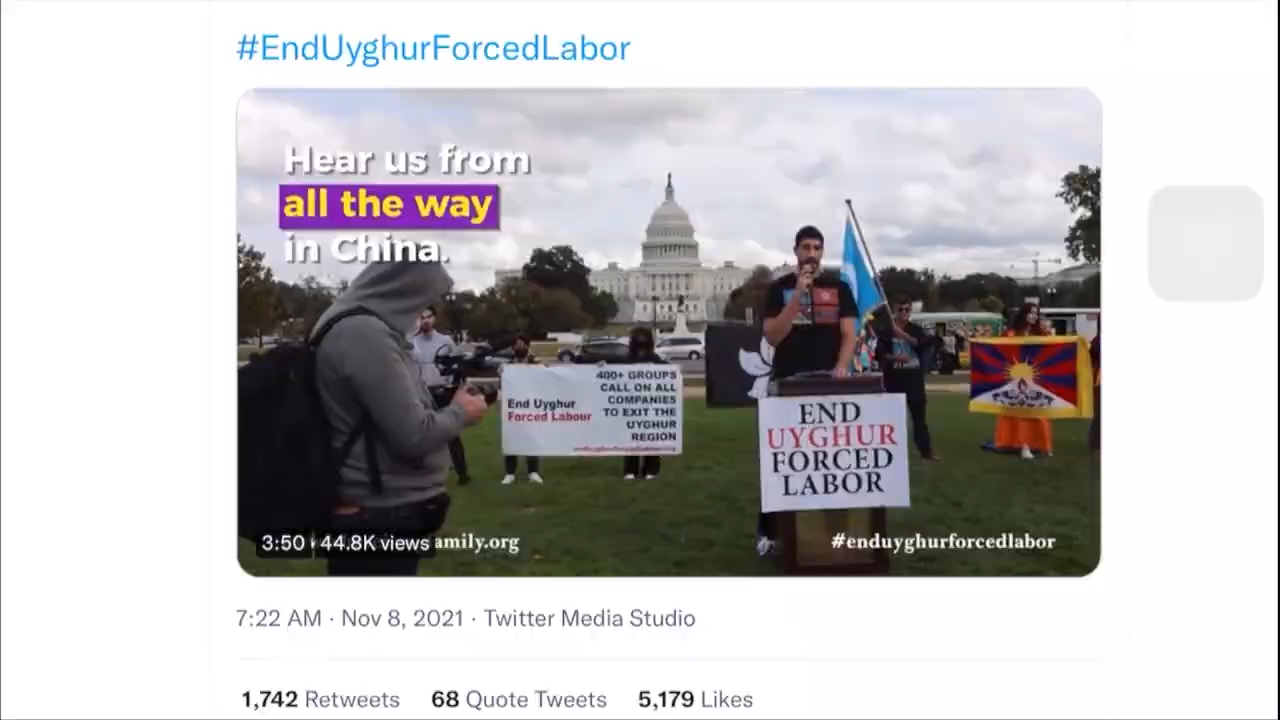 #EndUyghurForcedLabor
Hear us from
all the way
in China.
400+ GROUPS
CALL ON ALL
COMPANIES
TO EXIT THE
UYGHUR
REGION
End Uyghur
Forced Labour
END
UYGHUR
FORCED
LABOR
3:50 44.8K views amily.org
#enduyghurforcedlabor
7:22 AM · Nov 8, 2021 · Twitter Media Studio
1,742 Retweets 68 Quote Tweets 5,179 Likes